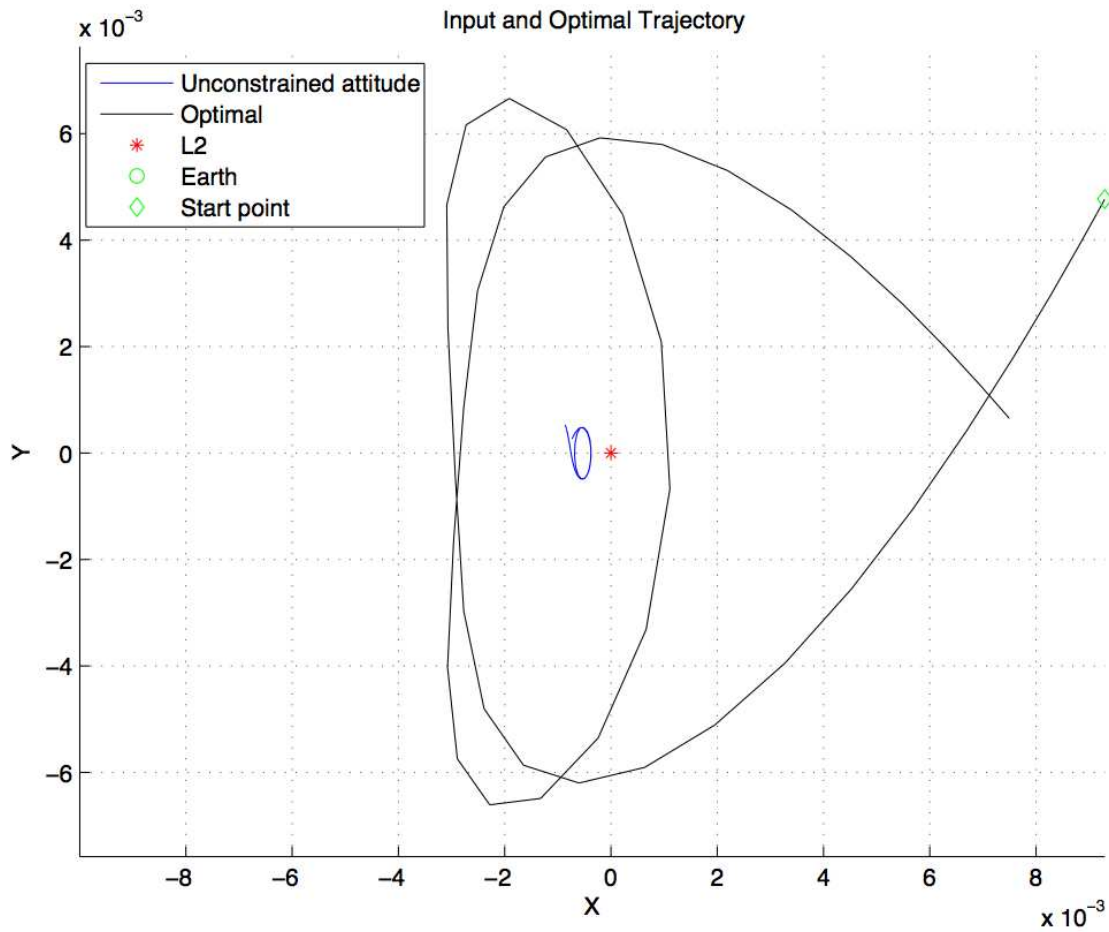 Input and Optimal Trajectory
x 10⁻³
Unconstrained attitude
Optimal
L2
Earth
Start point
6
4
2
0
−2
−4
−6
Y
−8 −6 −4 −2 0 2 4 6 8
X
x 10⁻³